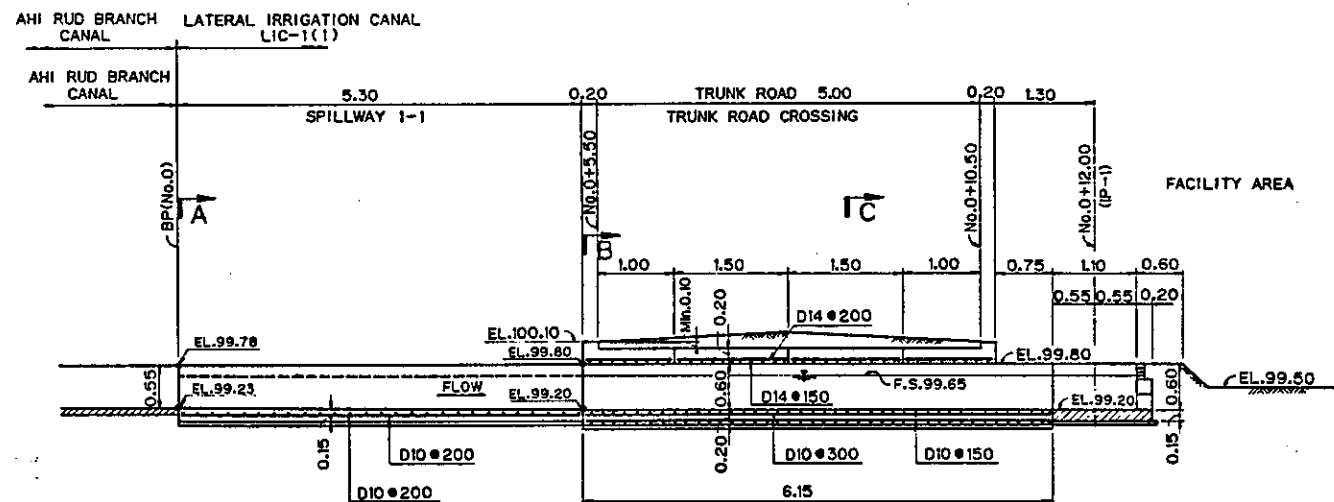 AHI RUD BRANCH CANAL
LATERAL IRRIGATION CANAL
LIC-1(1)
AHI RUD BRANCH CANAL
5.30
0.20
TRUNK ROAD 5.00
0.20
1.30
SPILLWAY 1-1
TRUNK ROAD CROSSING
BP(No.0)
No.0+5.50
No.0+10.50
No.0+12.00
(IP-1)
FACILITY AREA
A
B
C
1.00
1.50
1.50
1.00
0.75
1.10
0.60
0.55
0.55
0.20
Min.0.10
0.20
D14@200
EL.100.10
EL.99.78
EL.99.80
EL.99.80
0.55
EL.99.23
FLOW
EL.99.20
0.60
F.S.99.65
D14@150
EL.99.20
0.60
EL.99.50
0.15
D10@200
D10@200
0.20
D10@300
D10@150
0.15
6.15